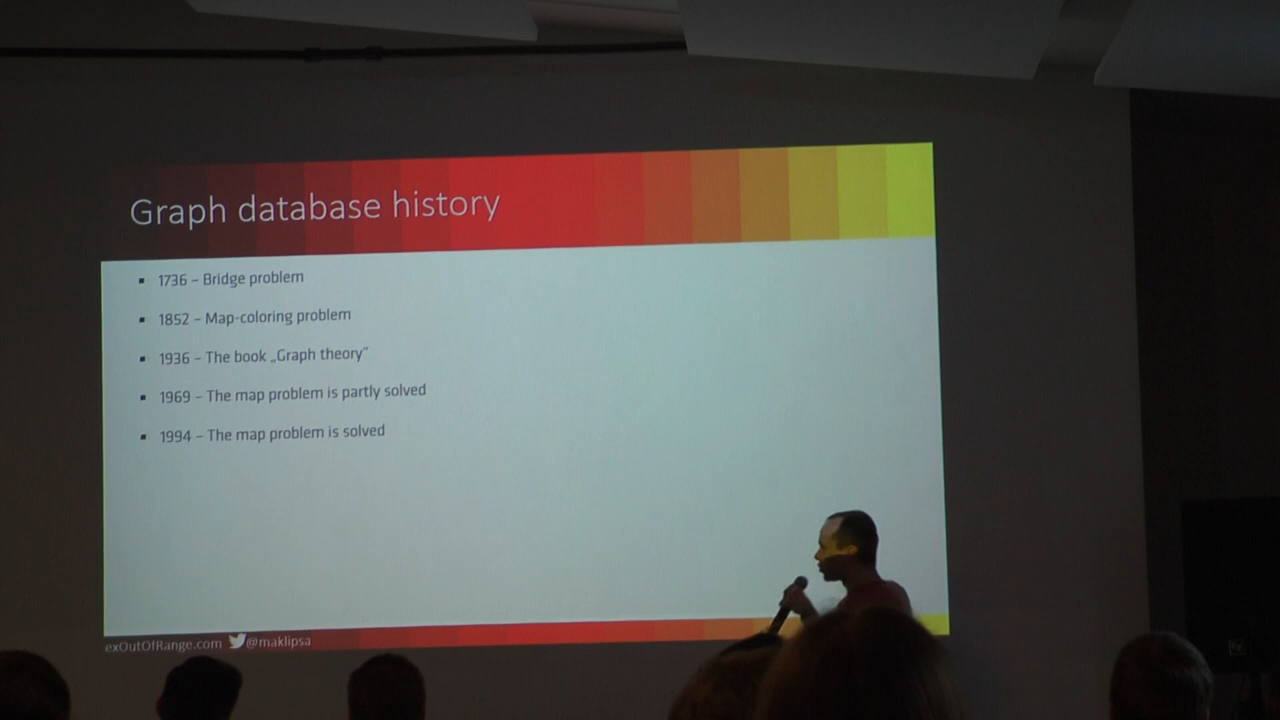 Graph database history
1736 – Bridge problem
1852 – Map-coloring problem
1936 – The book „Graph theory”
1969 – The map problem is partly solved
1994 – The map problem is solved
exOutOfRange.com @maklipsa